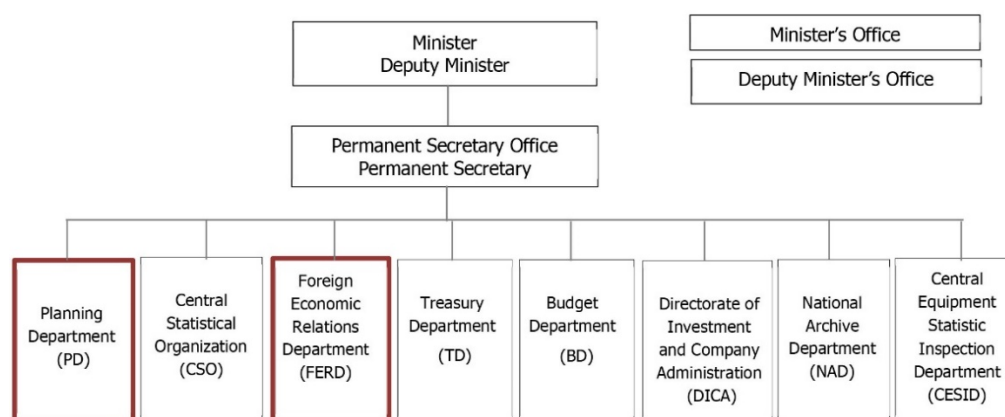 Minister
Deputy Minister
Minister's Office
Deputy Minister's Office
Permanent Secretary Office
Permanent Secretary
Planning
Department
(PD)
Central
Statistical
Organization
(CSO)
Foreign
Economic
Relations
Department
(FERD)
Treasury
Department
(TD)
Budget
Department
(BD)
Directorate of
Investment
and Company
Administration
(DICA)
National
Archive
Department
(NAD)
Central
Equipment
Statistic
Inspection
Department
(CESID)